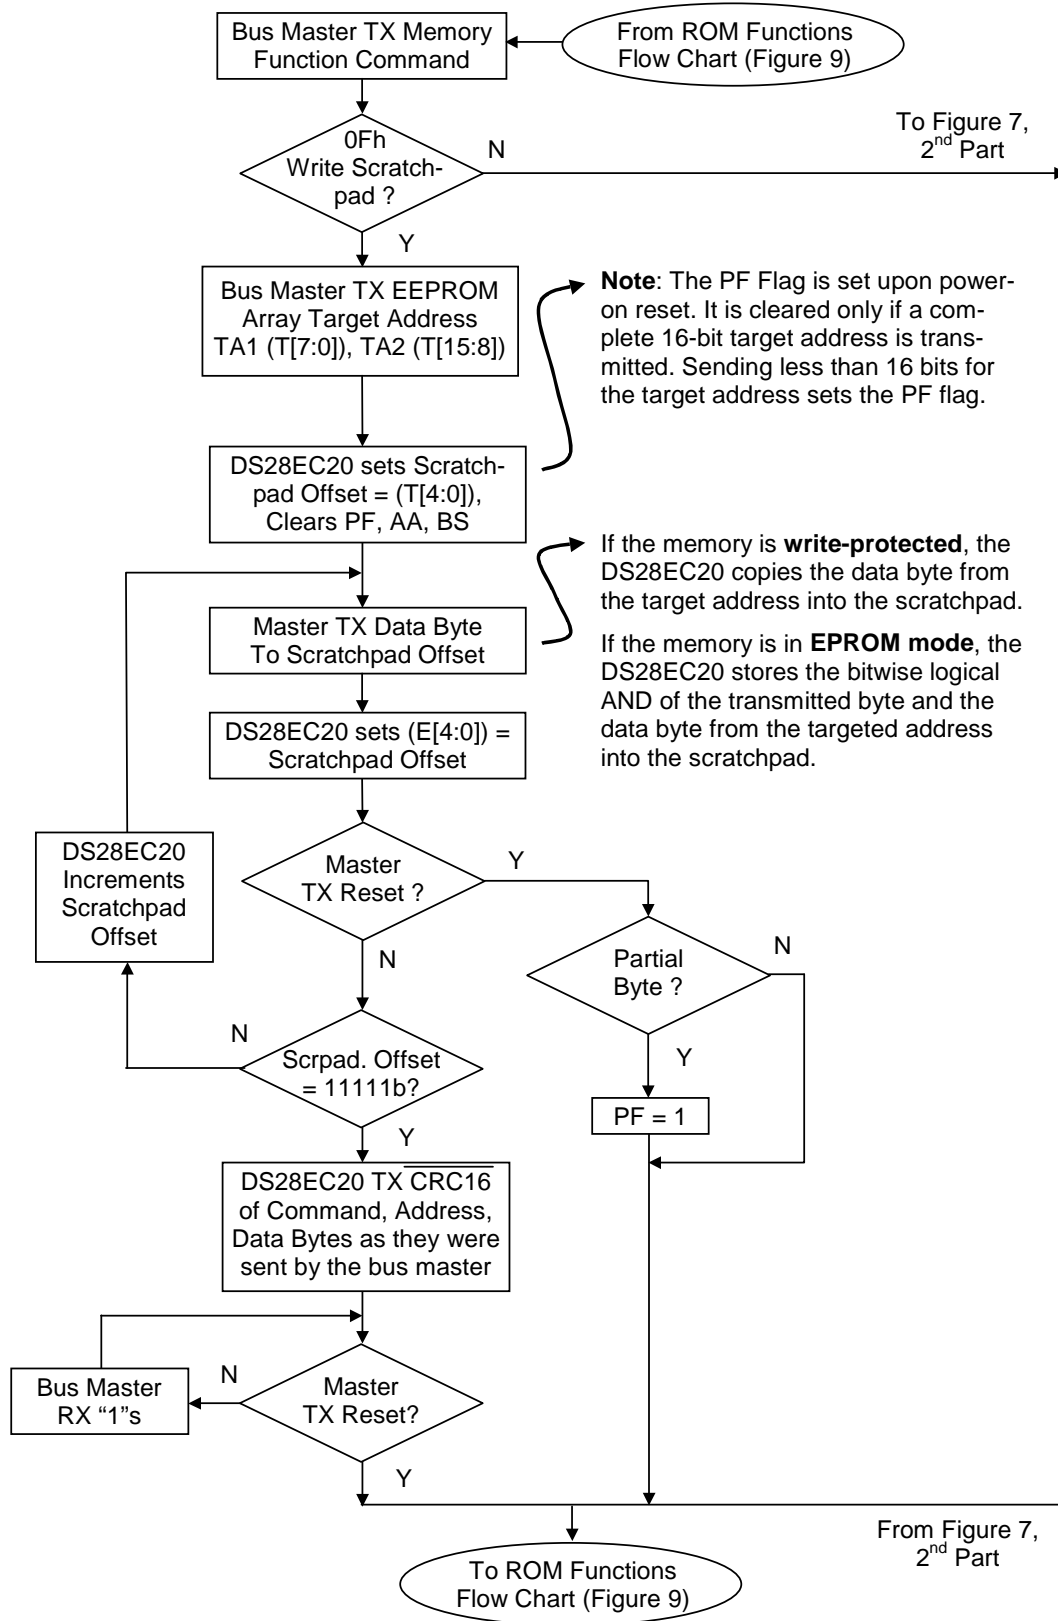 Bus Master TX Memory
Function Command
From ROM Functions
Flow Chart (Figure 9)
To Figure 7,
2nd Part
0Fh
Write Scratch-
pad ?
N
Y
Bus Master TX EEPROM
Array Target Address
TA1 (T[7:0]), TA2 (T[15:8])
Note: The PF Flag is set upon power-
on reset. It is cleared only if a com-
plete 16-bit target address is trans-
mitted. Sending less than 16 bits for
the target address sets the PF flag.
DS28EC20 sets Scratch-
pad Offset = (T[4:0]),
Clears PF, AA, BS
If the memory is write-protected, the
DS28EC20 copies the data byte from
the target address into the scratchpad.
If the memory is in EPROM mode, the
DS28EC20 stores the bitwise logical
AND of the transmitted byte and the
data byte from the targeted address
into the scratchpad.
Master TX Data Byte
To Scratchpad Offset
DS28EC20 sets (E[4:0]) =
Scratchpad Offset
DS28EC20
Increments
Scratchpad
Offset
Master
TX Reset ?
Y
N
Partial
Byte ?
N
Y
PF = 1
Scrpad. Offset
= 11111b?
N
Y
DS28EC20 TX CRC16
of Command, Address,
Data Bytes as they were
sent by the bus master
Bus Master
RX “1”s
N
Master
TX Reset?
Y
From Figure 7,
2nd Part
To ROM Functions
Flow Chart (Figure 9)